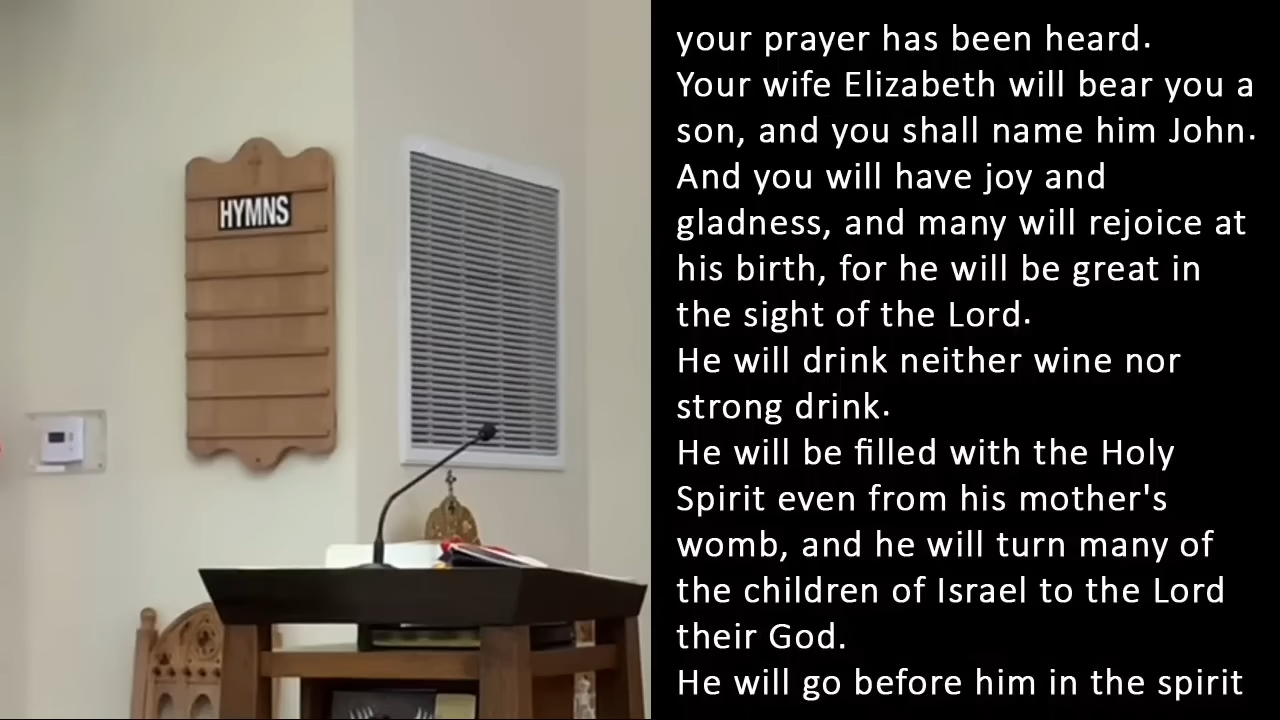 HYMNS
your prayer has been heard.
Your wife Elizabeth will bear you a
son, and you shall name him John.
And you will have joy and
gladness, and many will rejoice at
his birth, for he will be great in
the sight of the Lord.
He will drink neither wine nor
strong drink.
He will be filled with the Holy
Spirit even from his mother's
womb, and he will turn many of
the children of Israel to the Lord
their God.
He will go before him in the spirit